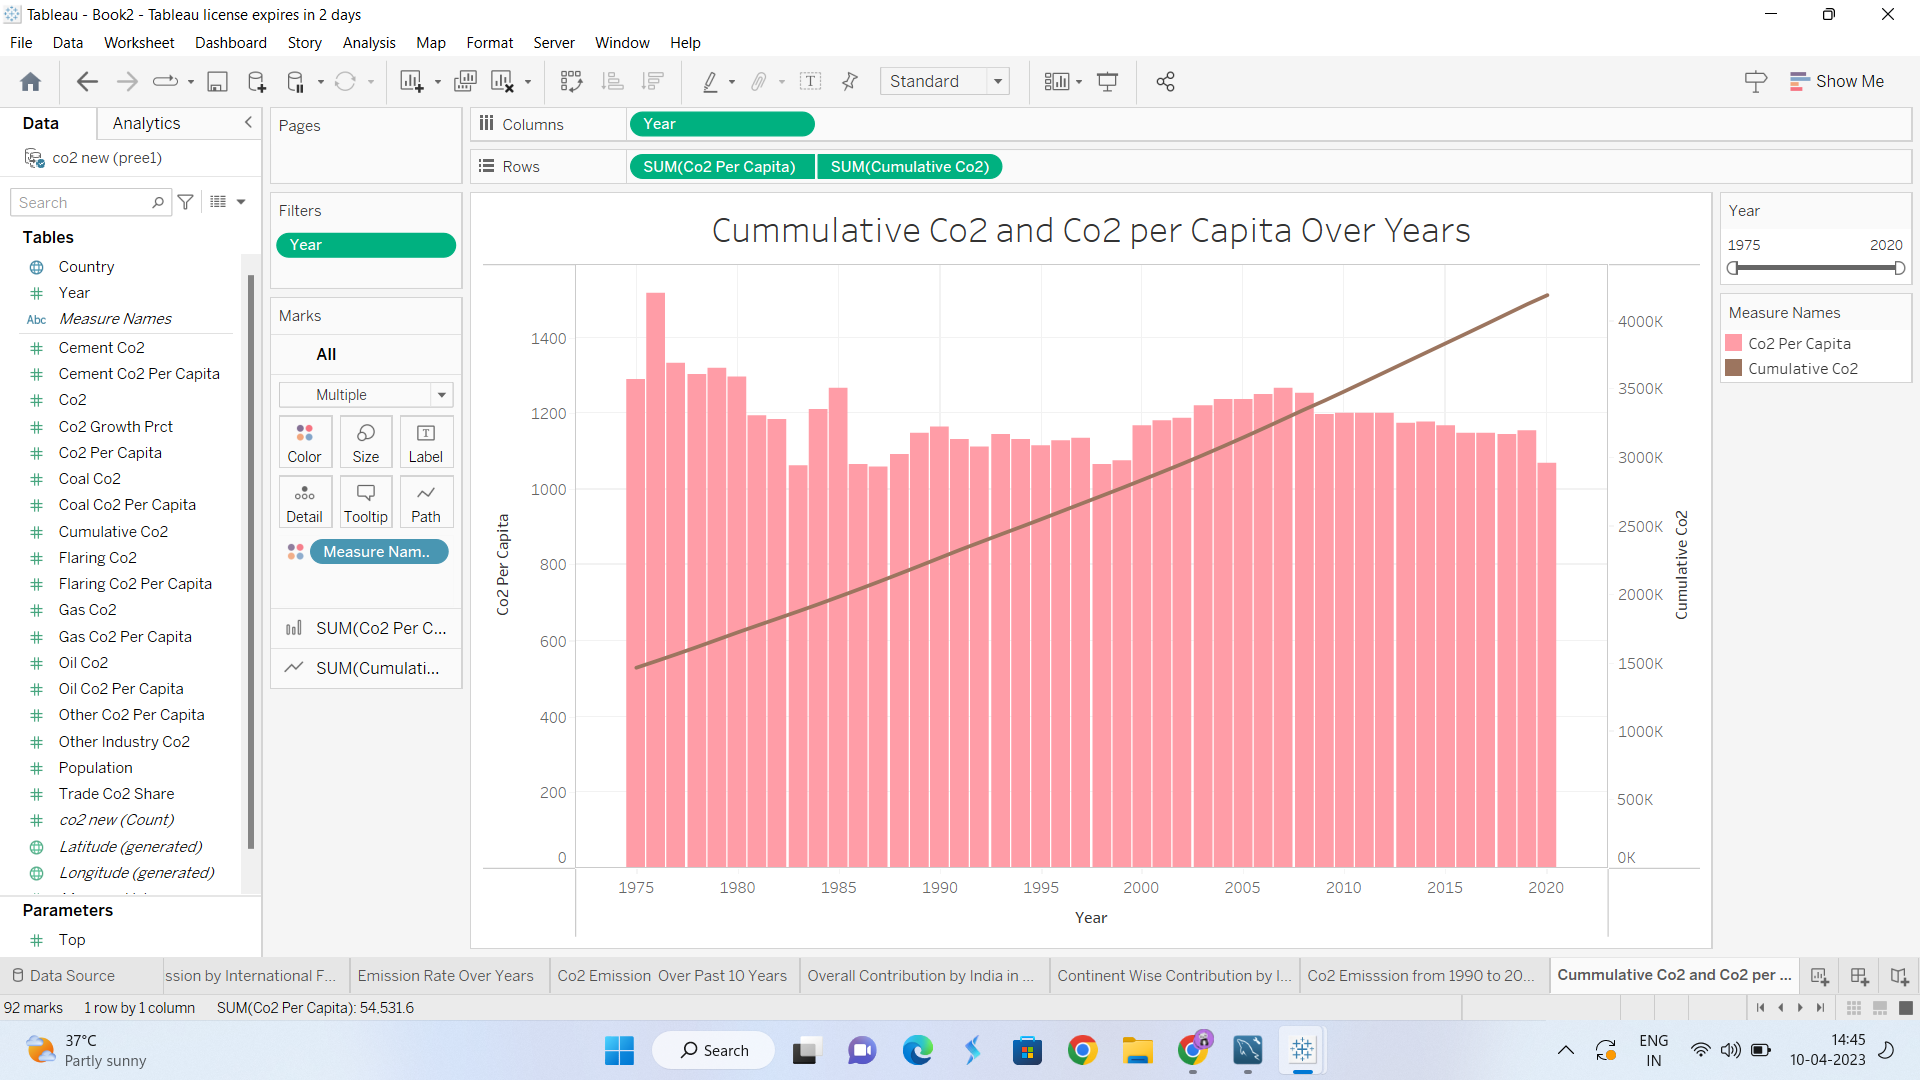 Tableau - Book2 - Tableau license expires in 2 days
File Data Worksheet Dashboard Story Analysis Map Format Server Window Help
Standard
Show Me
Data Analytics
co2 new (pree1)
Search
Tables
Country
Year
Abc Measure Names
Cement Co2
Cement Co2 Per Capita
Co2
Co2 Growth Prct
Co2 Per Capita
Coal Co2
Coal Co2 Per Capita
Cumulative Co2
Flaring Co2
Flaring Co2 Per Capita
Gas Co2
Gas Co2 Per Capita
Oil Co2
Oil Co2 Per Capita
Other Co2 Per Capita
Other Industry Co2
Population
Trade Co2 Share
co2 new (Count)
Latitude (generated)
Longitude (generated)
Parameters
Top
Pages
Filters
Year
Marks
All
Multiple
Color Size Label
Detail Tooltip Path
Measure Nam..
SUM(Co2 Per C...
SUM(Cumulati...
Columns Year
Rows SUM(Co2 Per Capita) SUM(Cumulative Co2)
Cummulative Co2 and Co2 per Capita Over Years
Co2 Per Capita
1400
1200
1000
800
600
400
200
0
4000K
3500K
3000K
2500K
2000K
1500K
1000K
500K
0K
Cumulative Co2
1975 1980 1985 1990 1995 2000 2005 2010 2015 2020
Year
Year
1975 2020
Measure Names
Co2 Per Capita
Cumulative Co2
Data Source ssion by International F... Emission Rate Over Years Co2 Emission Over Past 10 Years Overall Contribution by India in ... Continent Wise Contribution by I... Co2 Emisssion from 1990 to 20... Cummulative Co2 and Co2 per ...
92 marks 1 row by 1 column SUM(Co2 Per Capita): 54,531.6
37°C
Partly sunny
Search
ENG
IN
14:45
10-04-2023